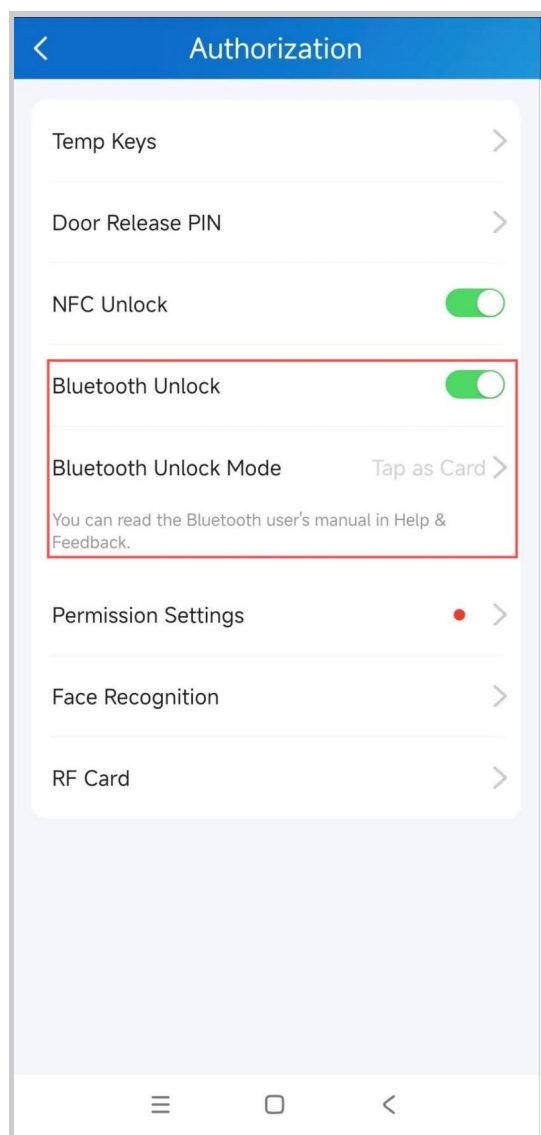 Authorization
Temp Keys
Door Release PIN
NFC Unlock
Bluetooth Unlock
Bluetooth Unlock Mode Tap as Card
You can read the Bluetooth user's manual in Help &
Feedback.
Permission Settings
Face Recognition
RF Card